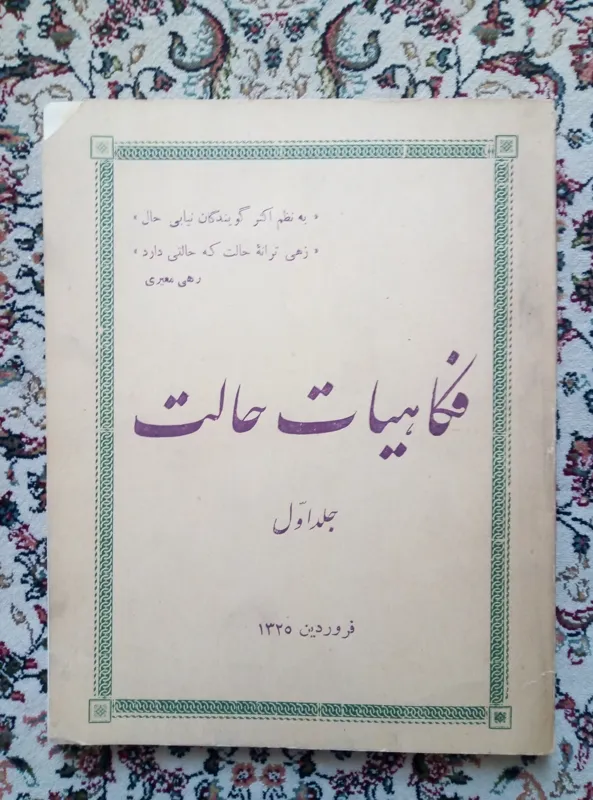 « به نظم اکثر گویندگان نیابی حال »
« زهی ترانهٔ حالت که حالتی دارد »
رهی معیری
فکاهیات حالت
جلد اوّل
فروردین ۱۳۲۵